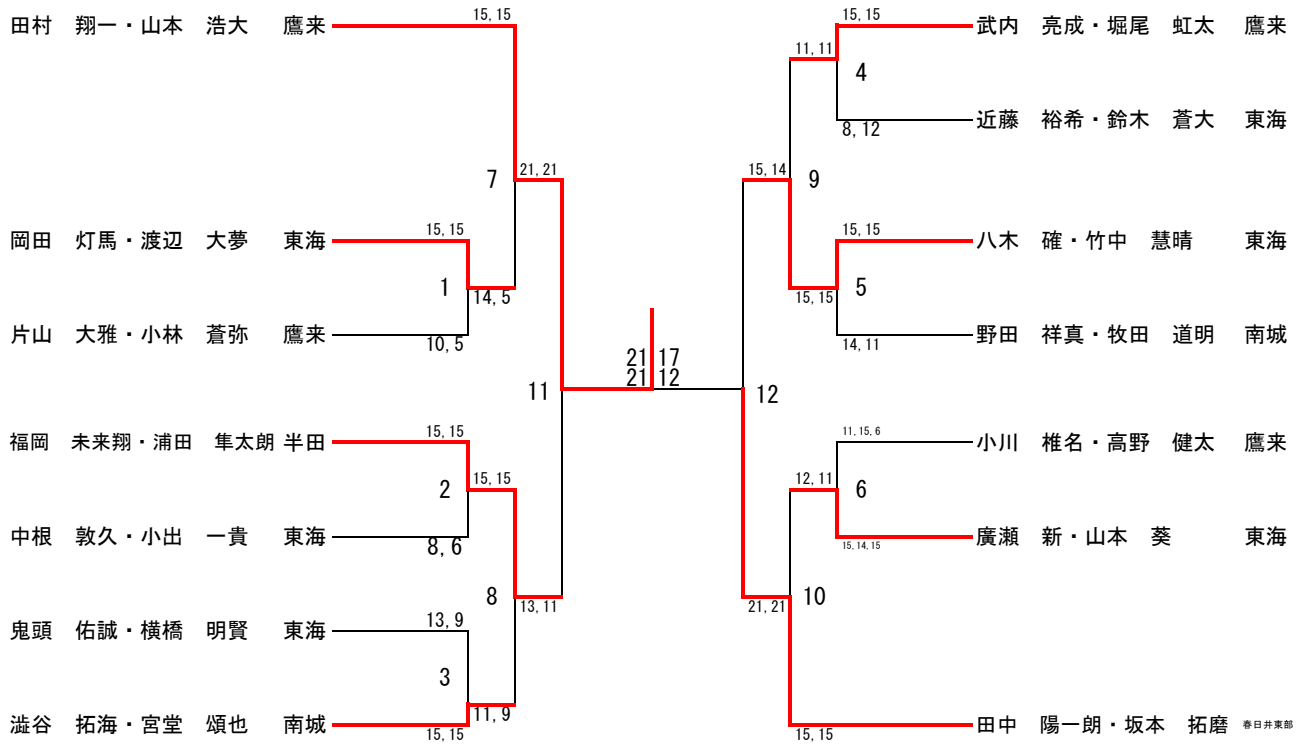 田村　翔一・山本　浩大　鷹来
15, 15
7
21, 21
岡田　灯馬・渡辺　大夢　東海
15, 15
1
14, 5
片山　大雅・小林　蒼弥　鷹来
10, 5
11
21 17
21 12
福岡　未来翔・浦田　隼太朗 半田
15, 15
2
15, 15
中根　敦久・小出　一貴　東海
8, 6
8
13, 11
鬼頭　佑誠・横橋　明賢　東海
13, 9
3
11, 9
澁谷　拓海・宮堂　頌也　南城
15, 15
15, 15
武内　亮成・堀尾　虹太　鷹来
11, 11
4
近藤　裕希・鈴木　蒼大　東海
8, 12
15, 14
9
15, 15
八木　確・竹中　慧晴　東海
5
15, 15
野田　祥真・牧田　道明　南城
14, 11
12
11, 15, 6
小川　椎名・高野　健太　鷹来
12, 11
6
廣瀬　新・山本　葵　東海
15, 14, 15
10
21, 21
田中　陽一朗・坂本　拓磨 春日井東部
15, 15